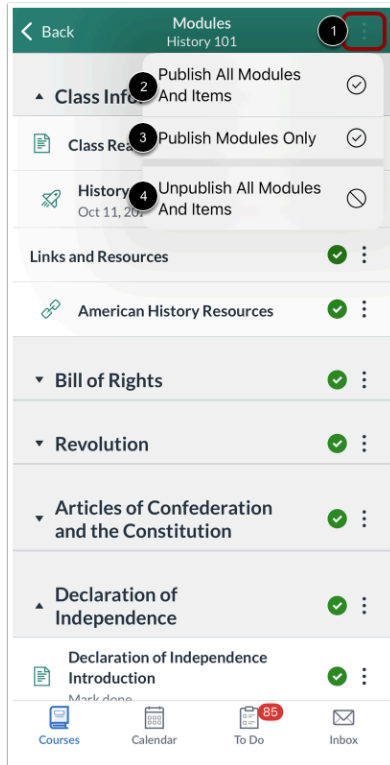 Back
Modules
History 101
1
2
Publish All Modules
And Items
Class Info
3
Publish Modules Only
Class Rea
4
Unpublish All Modules
And Items
History
Oct 11, 20
Links and Resources
American History Resources
Bill of Rights
Revolution
Articles of Confederation
and the Constitution
Declaration of
Independence
Declaration of Independence
Introduction
Mark done
85
Courses
Calendar
To Do
Inbox